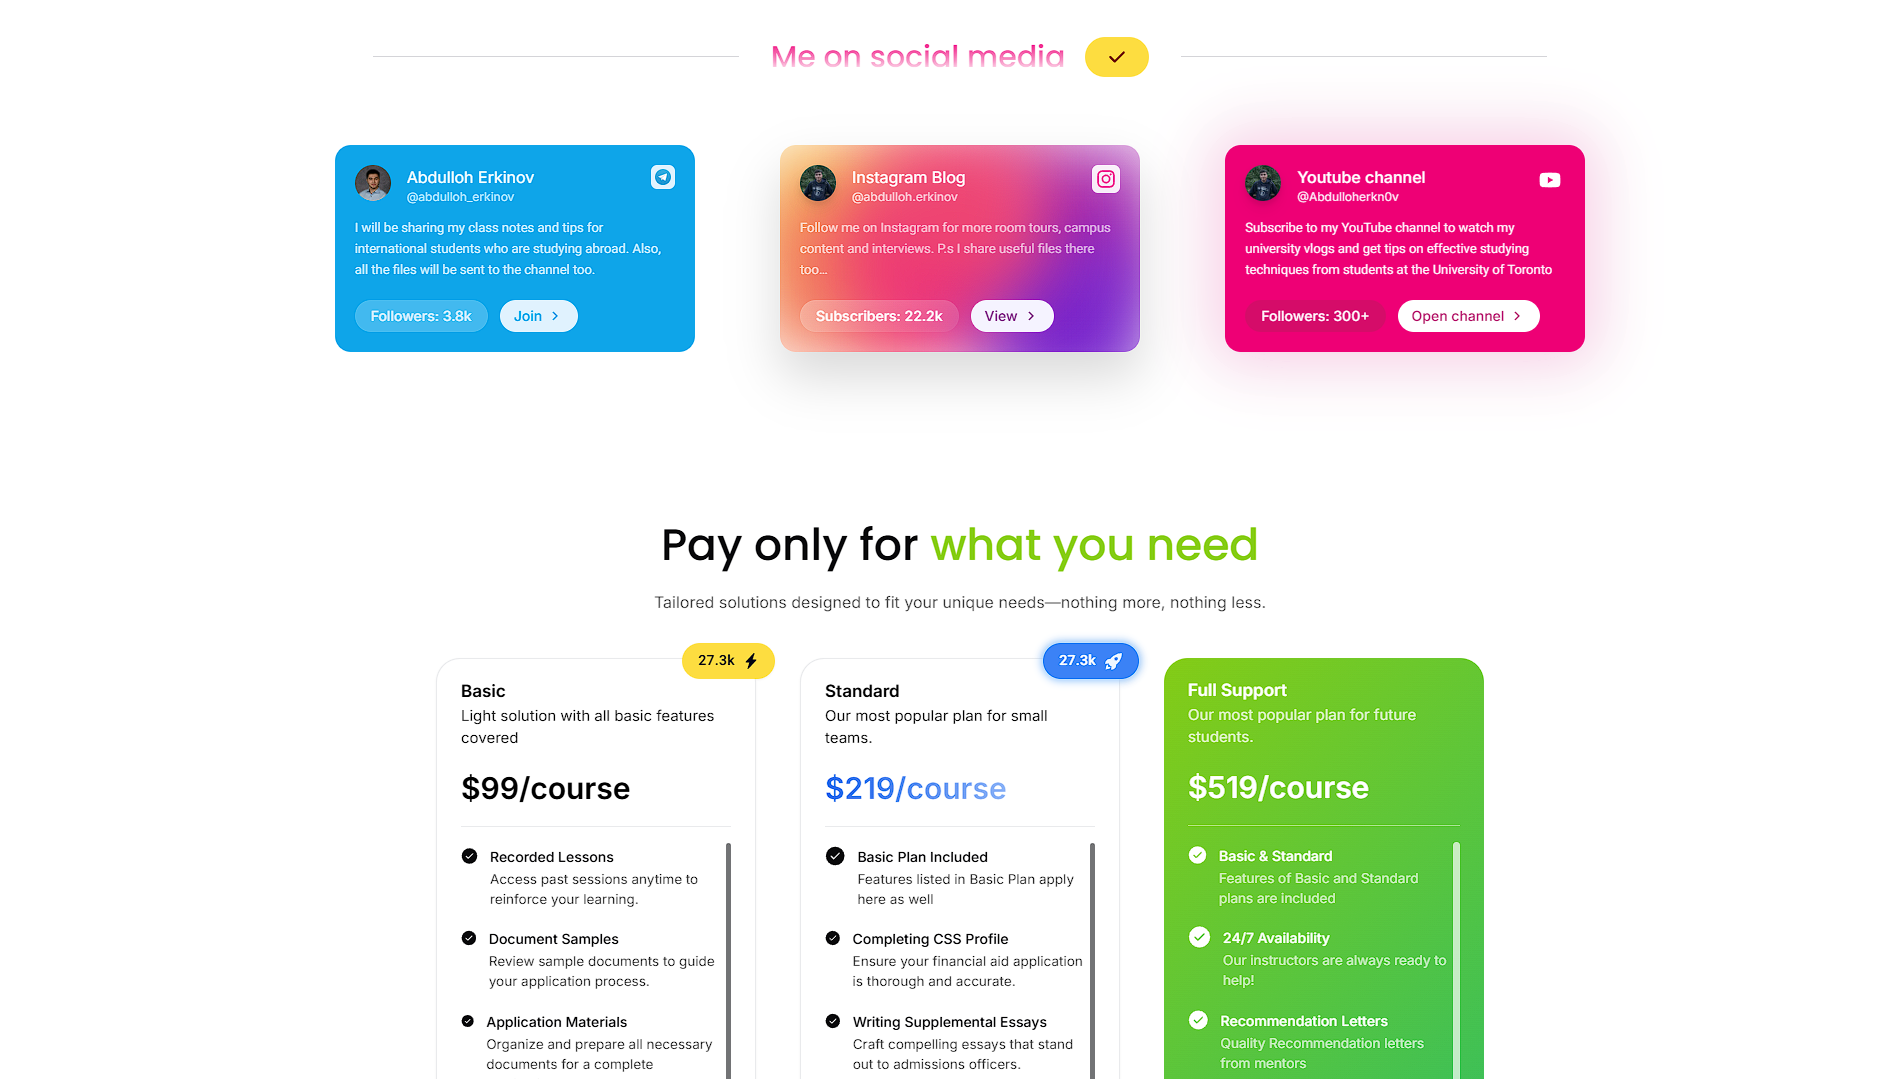 Me on social media
Abdulloh Erkinov
@abdulloh_erkinov
I will be sharing my class notes and tips for
international students who are studying abroad. Also,
all the files will be sent to the channel too.
Followers: 3.8k
Join
Instagram Blog
@abdulloh.erkinov
Follow me on Instagram for more room tours, campus
content and interviews. P.s I share useful files there
too...
Subscribers: 22.2k
View
Youtube channel
@Abdulloherkn0v
Subscribe to my YouTube channel to watch my
university vlogs and get tips on effective studying
techniques from students at the University of Toronto
Followers: 300+
Open channel
Pay only for what you need
Tailored solutions designed to fit your unique needs—nothing more, nothing less.
27.3k
Basic
Light solution with all basic features
covered
$99/course
Recorded Lessons
Access past sessions anytime to
reinforce your learning.
Document Samples
Review sample documents to guide
your application process.
Application Materials
Organize and prepare all necessary
documents for a complete
27.3k
Standard
Our most popular plan for small
teams.
$219/course
Basic Plan Included
Features listed in Basic Plan apply
here as well
Completing CSS Profile
Ensure your financial aid application
is thorough and accurate.
Writing Supplemental Essays
Craft compelling essays that stand
out to admissions officers.
Full Support
Our most popular plan for future
students.
$519/course
Basic & Standard
Features of Basic and Standard
plans are included
24/7 Availability
Our instructors are always ready to
help!
Recommendation Letters
Quality Recommendation letters
from mentors